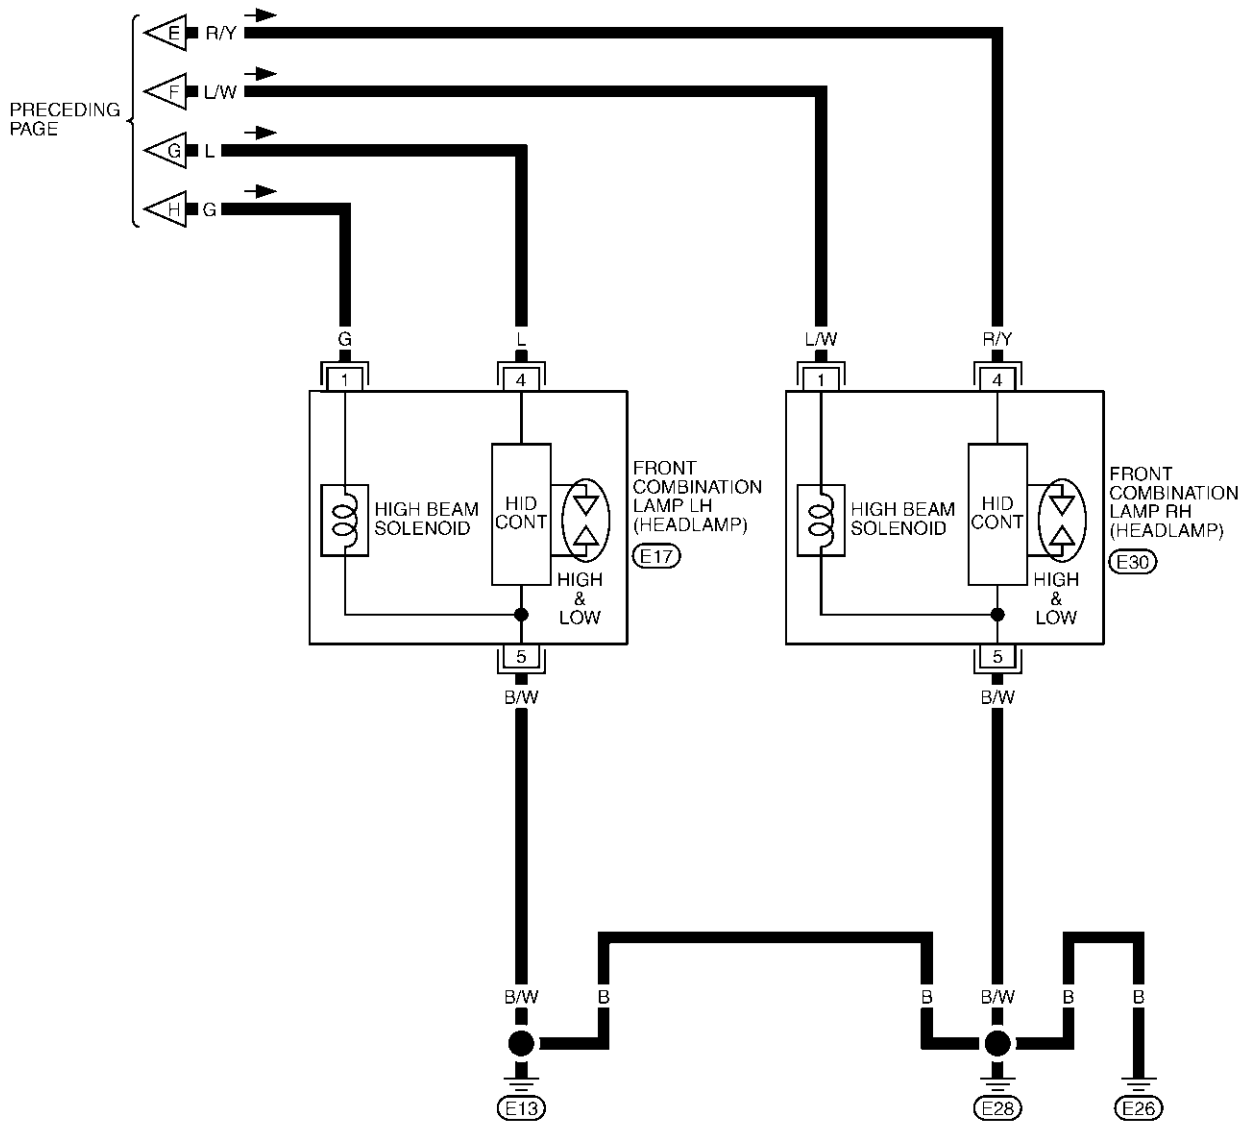 PRECEDING
PAGE
E R/Y
F L/W
G L
H G
G
L
L/W
R/Y
1
4
1
4
HIGH BEAM
SOLENOID
HID
CONT
HIGH
&
LOW
FRONT
COMBINATION
LAMP LH
(HEADLAMP)
E17
HIGH BEAM
SOLENOID
HID
CONT
HIGH
&
LOW
FRONT
COMBINATION
LAMP RH
(HEADLAMP)
E30
5
5
B/W
B/W
B/W
B
B
B/W
B
B
E13
E28
E26